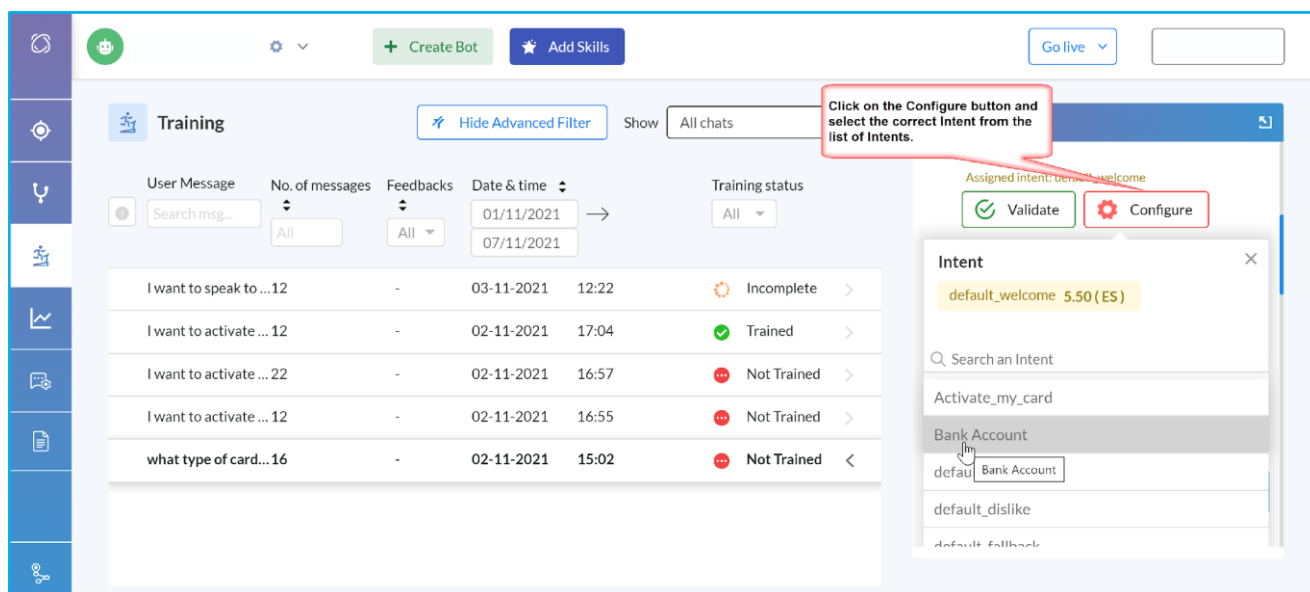 Create Bot
Add Skills
Go live
Training
Hide Advanced Filter
Show
All chats
Click on the Configure button and
select the correct Intent from the
list of Intents.
Assigned intent: default_welcome
Validate
Configure
User Message
No. of messages
Feedbacks
Date & time
Training status
Search msg...
All
All
01/11/2021
07/11/2021
All
I want to speak to ... 12 - 03-11-2021 12:22 Incomplete
I want to activate ... 12 - 02-11-2021 17:04 Trained
I want to activate ... 22 - 02-11-2021 16:57 Not Trained
I want to activate ... 12 - 02-11-2021 16:55 Not Trained
what type of card... 16 - 02-11-2021 15:02 Not Trained
Intent
default_welcome 5.50 ( ES )
Search an Intent
Activate_my_card
Bank Account
defau
Bank Account
default_dislike
default_fallback